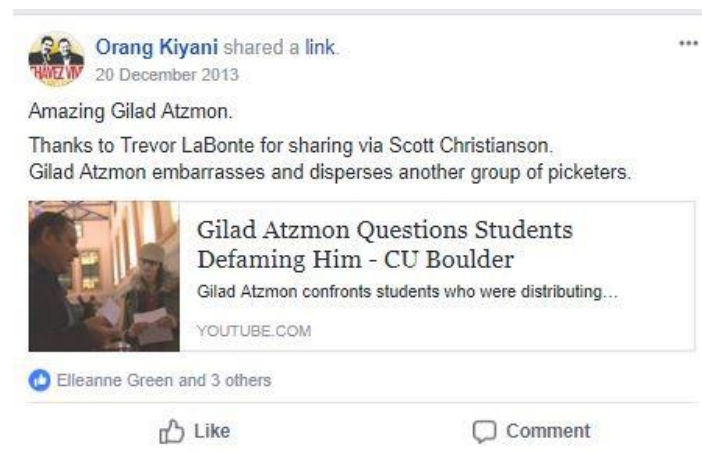 Orang Kiyani shared a link.
20 December 2013
Amazing Gilad Atzmon.
Thanks to Trevor LaBonte for sharing via Scott Christianson.
Gilad Atzmon embarrasses and disperses another group of picketers.
Gilad Atzmon Questions Students
Defaming Him - CU Boulder
Gilad Atzmon confronts students who were distributing...
YOUTUBE.COM
Elleanne Green and 3 others
Like
Comment